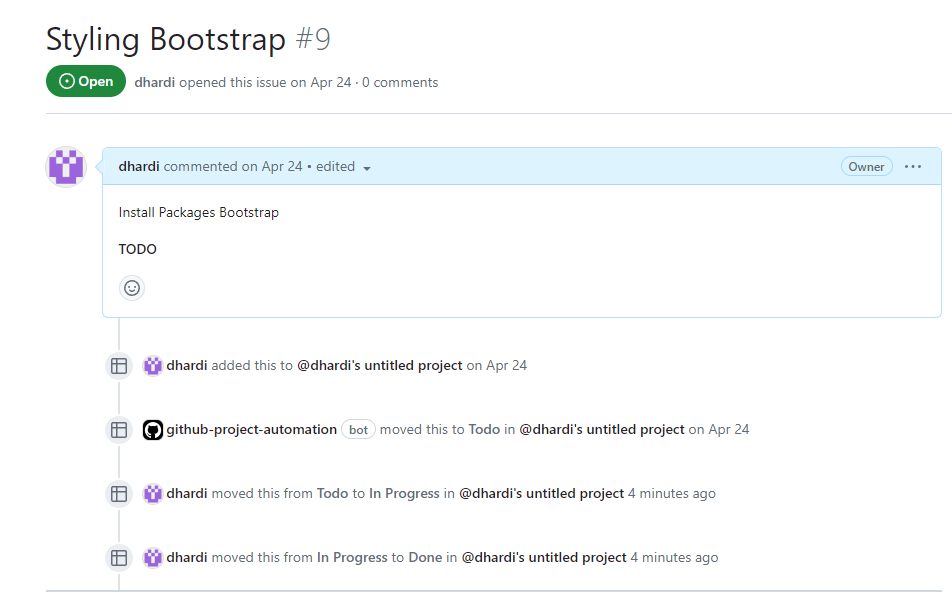 Styling Bootstrap #9
Open dhardi opened this issue on Apr 24 · 0 comments
dhardi commented on Apr 24 • edited Owner
Install Packages Bootstrap
TODO
dhardi added this to @dhardi's untitled project on Apr 24
github-project-automation bot moved this to Todo in @dhardi's untitled project on Apr 24
dhardi moved this from Todo to In Progress in @dhardi's untitled project 4 minutes ago
dhardi moved this from In Progress to Done in @dhardi's untitled project 4 minutes ago